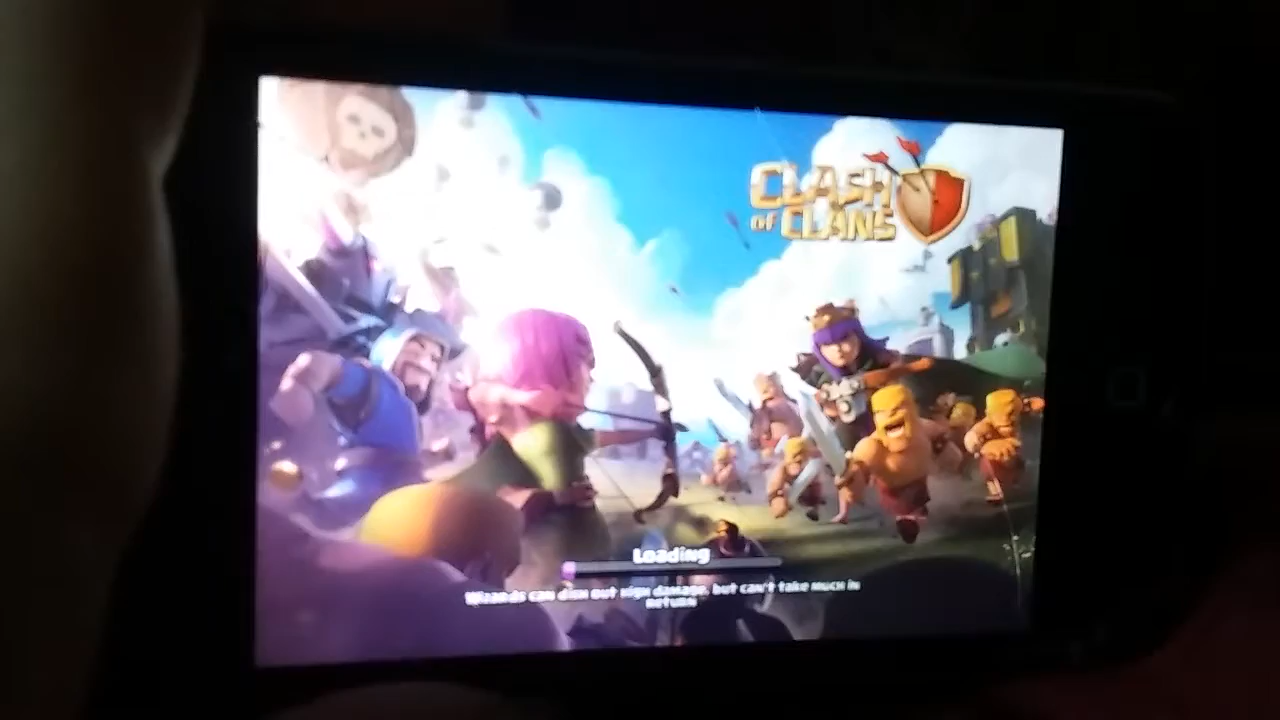 CLASH
OF CLANS
Loading
Wizards can dish out high damage, but can't take much in
return